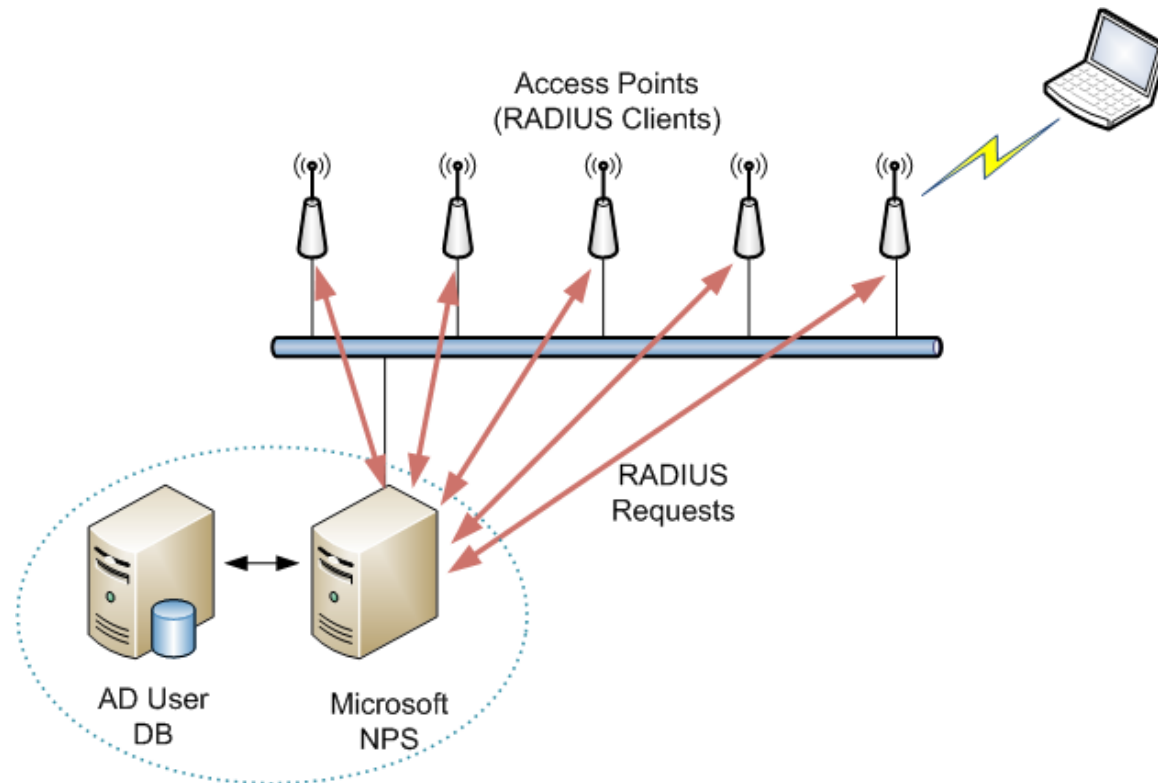 Access Points
(RADIUS Clients)
RADIUS
Requests
AD User
DB
Microsoft
NPS